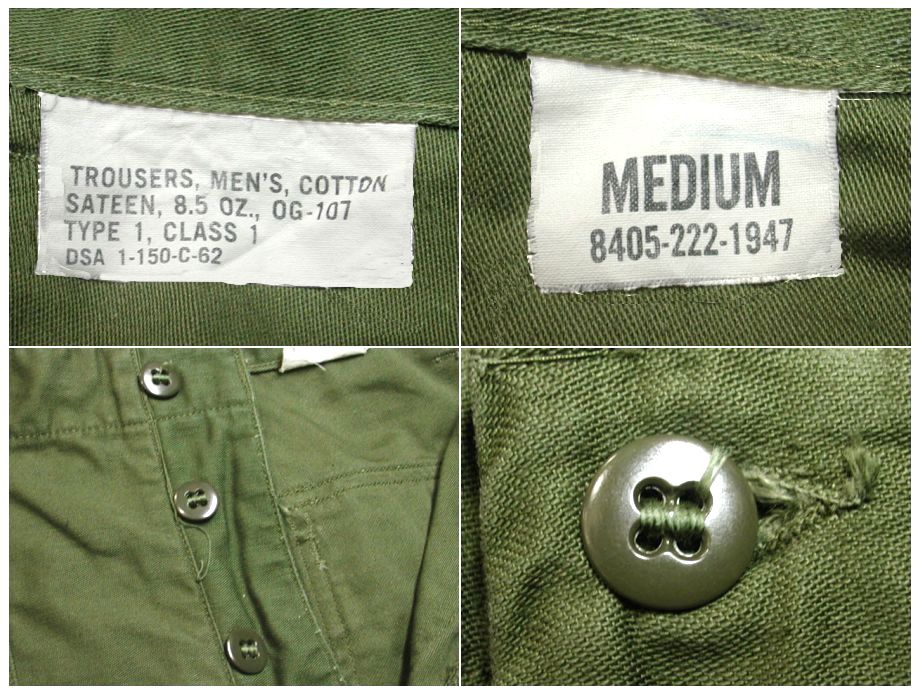 TROUSERS, MEN'S, COTTON
SATEEN, 8.5 OZ., OG-107
TYPE 1, CLASS 1
DSA 1-150-C-62
MEDIUM
8405-222-1947